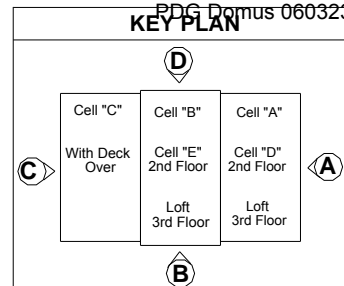 PDG Domus 060323
KEY PLAN
D
Cell "C"
Cell "B"
Cell "A"
With Deck
Over
Cell "E"
2nd Floor
Cell "D"
2nd Floor
C
A
Loft
3rd Floor
Loft
3rd Floor
B